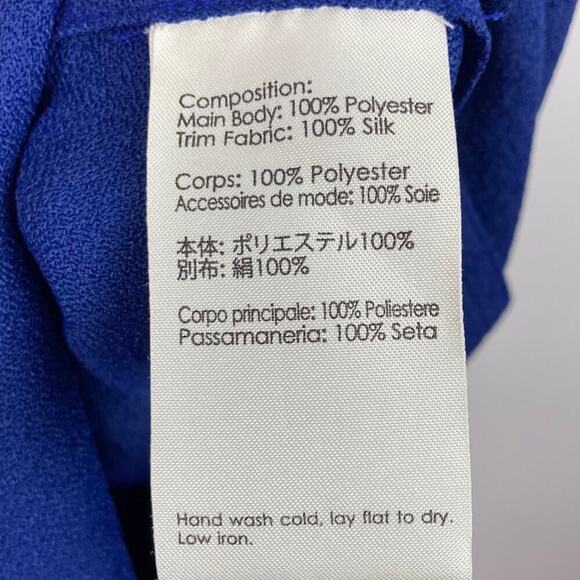 Composition:
Main Body: 100% Polyester
Trim Fabric: 100% Silk
Corps: 100% Polyester
Accessoires de mode: 100% Soie
本体: ポリエステル100%
別布: 絹100%
Corpo principale: 100% Poliestere
Passamaneria: 100% Seta
Hand wash cold, lay flat to dry.
Low iron.